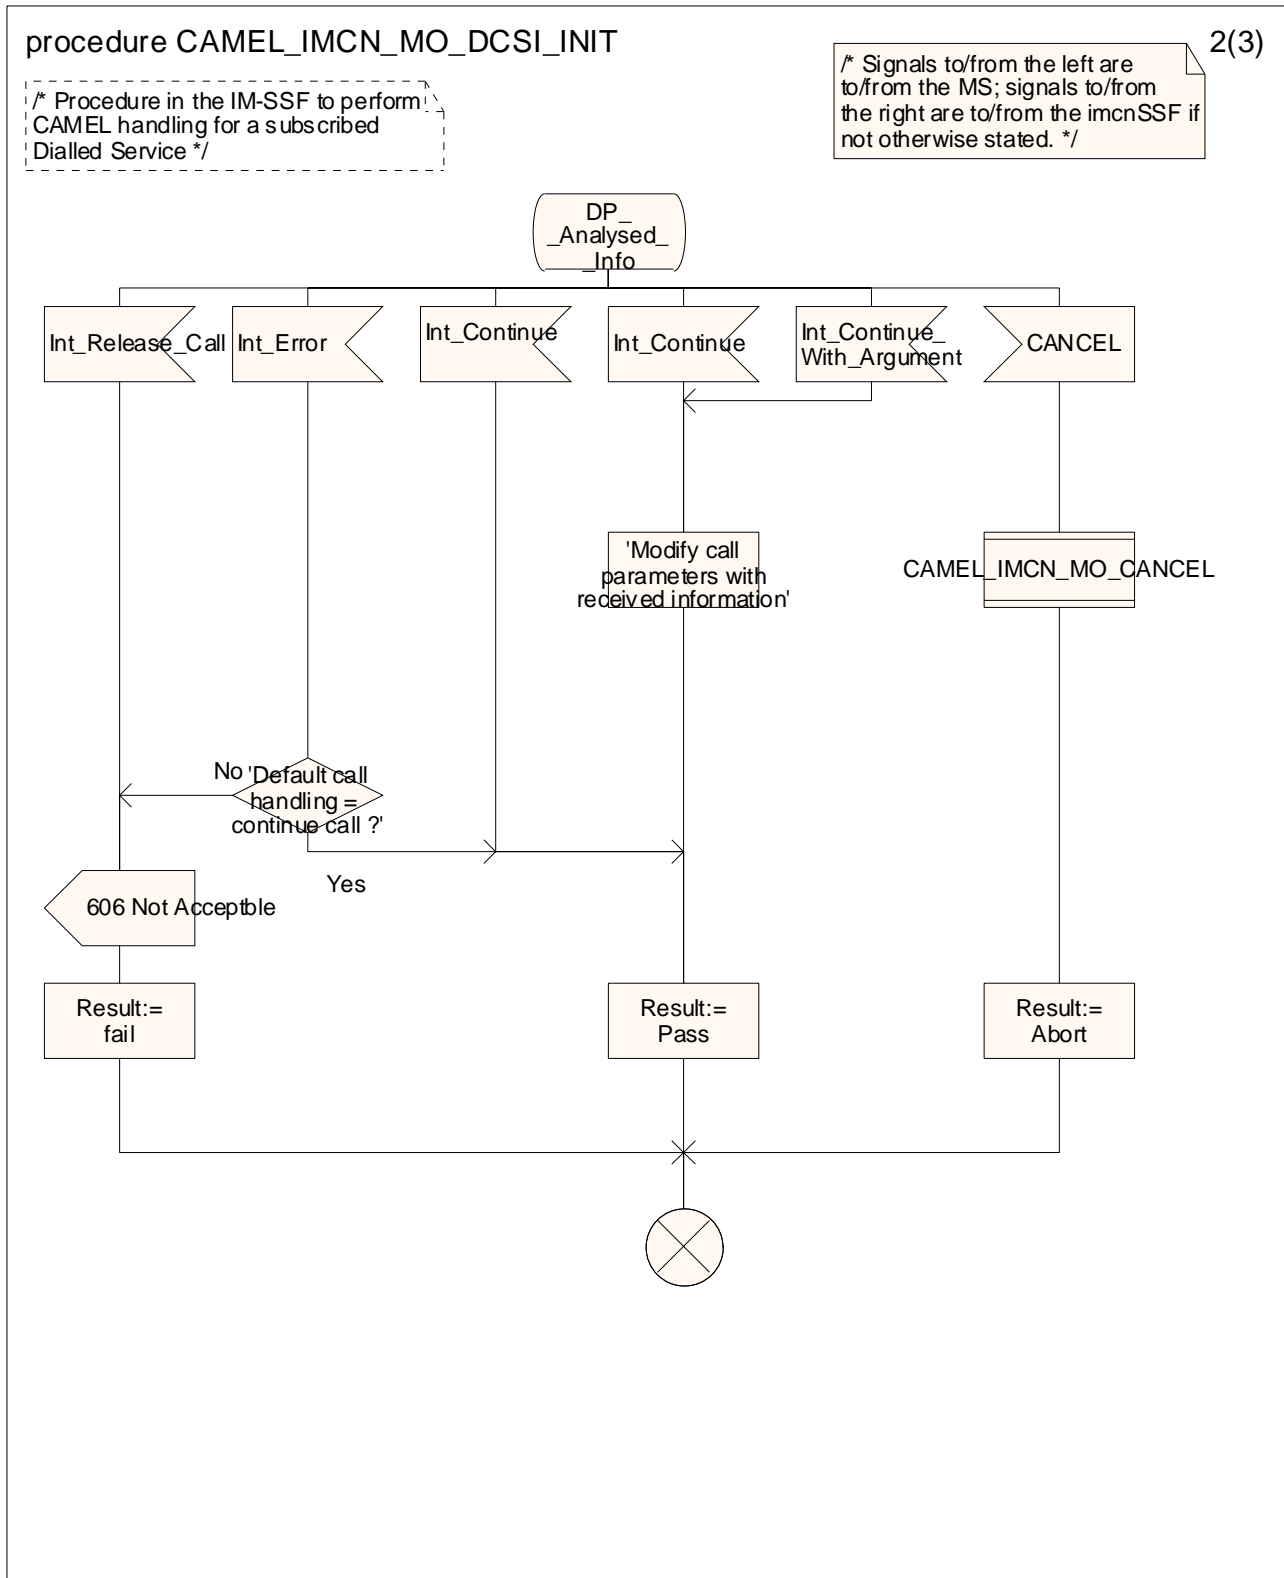 procedure CAMEL_IMCN_MO_DCSI_INIT
2(3)
/* Procedure in the IM-SSF to perform
CAMEL handling for a subscribed
Dialled Service */
/* Signals to/from the left are
to/from the MS; signals to/from
the right are to/from the imcnSSF if
not otherwise stated. */
DP_
_Analysed_
_Info
Int_Release_Call
Int_Error
Int_Continue
Int_Continue
Int_Continue_
With_Argument
CANCEL
'Modify call
parameters with
received information'
CAMEL_IMCN_MO_CANCEL
No
'Default call
handling =
continue call ?'
Yes
606 Not Acceptble
Result:=
fail
Result:=
Pass
Result:=
Abort